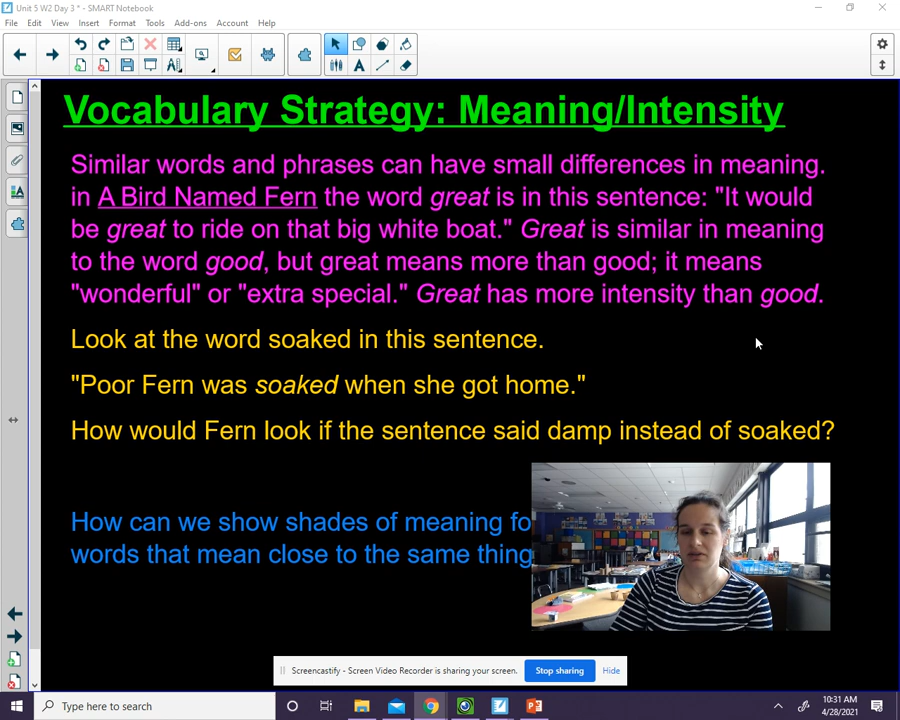 Unit 5 W2 Day 3 * - SMART Notebook
File Edit View Insert Format Tools Add-ons Account Help
Vocabulary Strategy: Meaning/Intensity
Similar words and phrases can have small differences in meaning.
in A Bird Named Fern the word great is in this sentence: "It would
be great to ride on that big white boat." Great is similar in meaning
to the word good, but great means more than good; it means
"wonderful" or "extra special." Great has more intensity than good.
Look at the word soaked in this sentence.
"Poor Fern was soaked when she got home."
How would Fern look if the sentence said damp instead of soaked?
How can we show shades of meaning fo
words that mean close to the same thing
Screencastify - Screen Video Recorder is sharing your screen. Stop sharing Hide
Type here to search
10:31 AM
4/28/2021